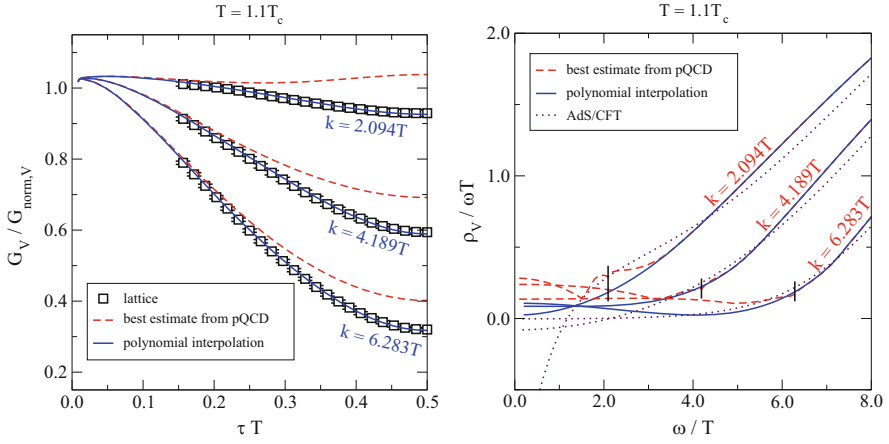 T = 1.1T_c
G_V / G_norm,V
1.0
0.8
0.6
0.4
0.2
k = 2.094T
k = 4.189T
k = 6.283T
lattice
best estimate from pQCD
polynomial interpolation
0.0 0.1 0.2 0.3 0.4 0.5
τ T
T = 1.1T_c
ρ_V / ωT
2.0
1.0
0.0
best estimate from pQCD
polynomial interpolation
AdS/CFT
k = 2.094T
k = 4.189T
k = 6.283T
0.0 2.0 4.0 6.0 8.0
ω / T